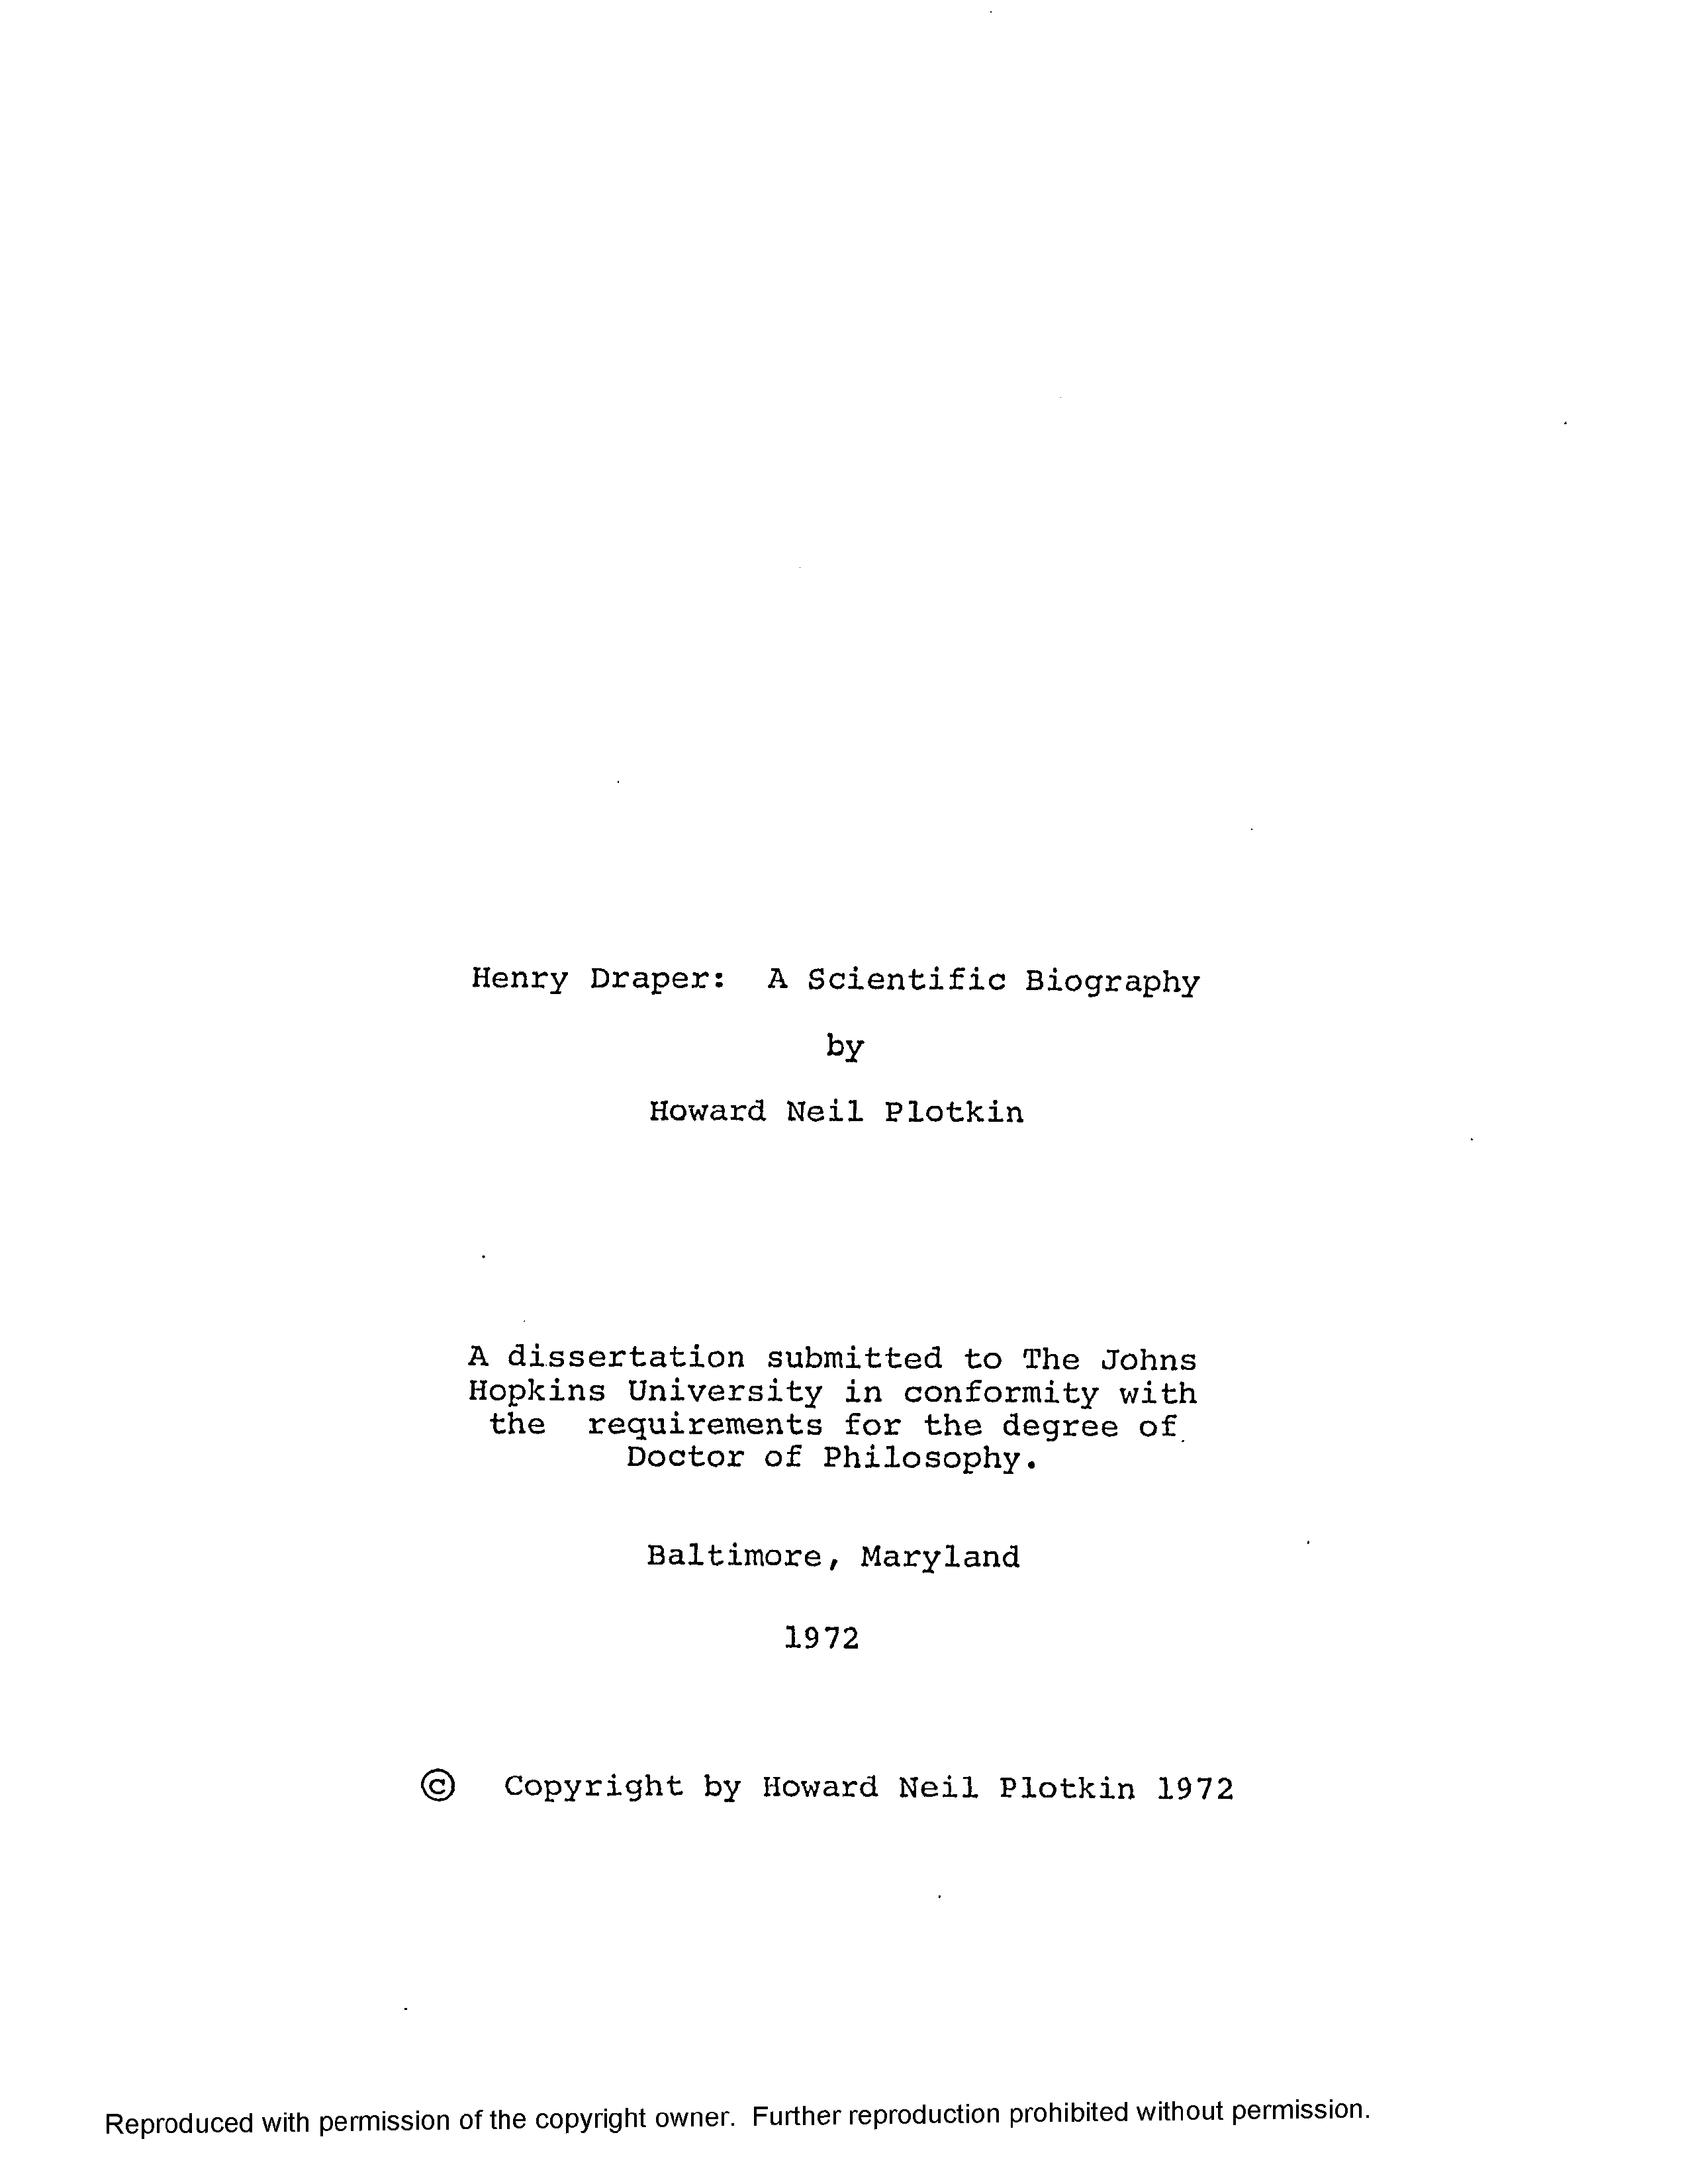 Henry Draper:  A Scientific Biography
by
Howard Neil Plotkin
A dissertation submitted to The Johns
Hopkins University in conformity with
the  requirements for the degree of
Doctor of Philosophy.
Baltimore, Maryland
1972
©  Copyright by Howard Neil Plotkin 1972
Reproduced with permission of the copyright owner.  Further reproduction prohibited without permission.